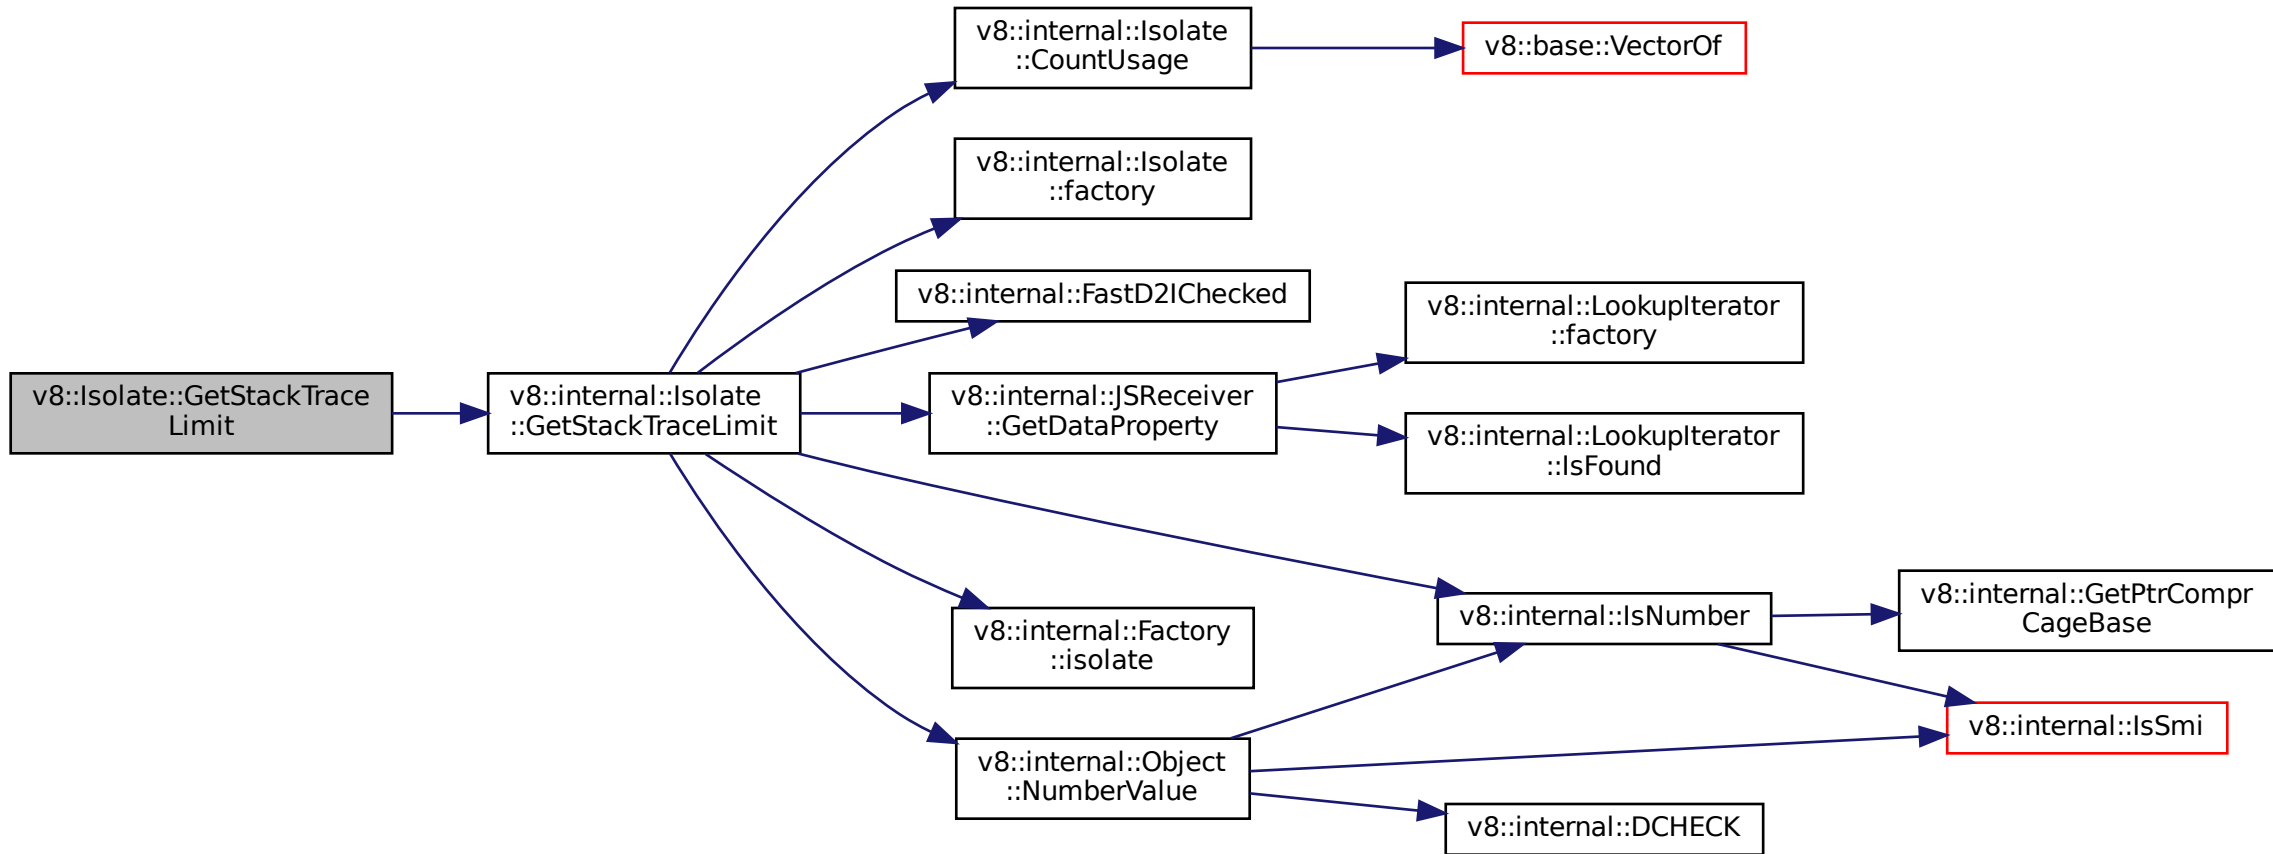 v8::Isolate::GetStackTrace
Limit
v8::internal::Isolate
::GetStackTraceLimit
v8::internal::Isolate
::CountUsage
v8::base::VectorOf
v8::internal::Isolate
::factory
v8::internal::FastD2IChecked
v8::internal::JSReceiver
::GetDataProperty
v8::internal::LookupIterator
::factory
v8::internal::LookupIterator
::IsFound
v8::internal::IsNumber
v8::internal::GetPtrCompr
CageBase
v8::internal::Factory
::isolate
v8::internal::IsSmi
v8::internal::Object
::NumberValue
v8::internal::DCHECK